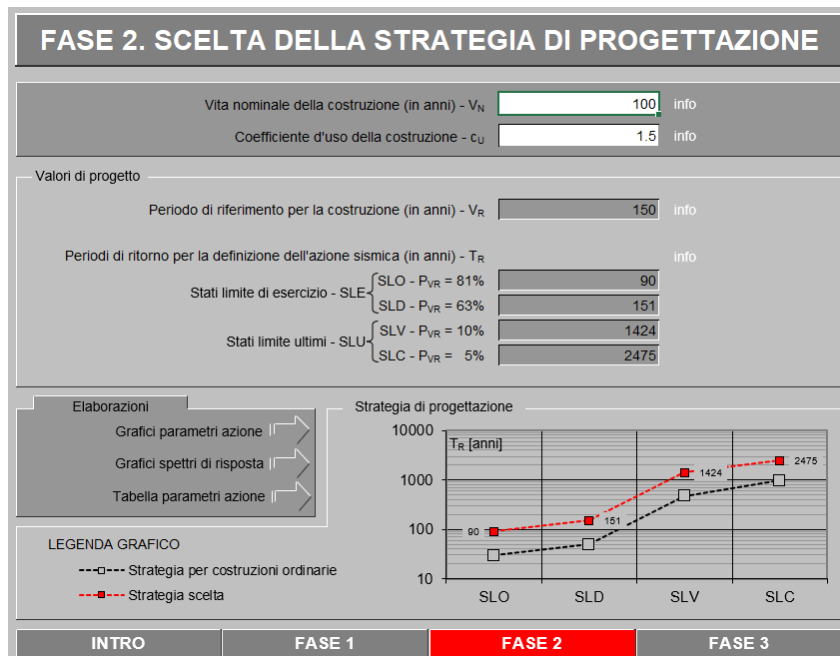 FASE 2. SCELTA DELLA STRATEGIA DI PROGETTAZIONE
Vita nominale della costruzione (in anni) - VN 100 info
Coefficiente d'uso della costruzione - cU 1.5 info
Valori di progetto
Periodo di riferimento per la costruzione (in anni) - VR 150 info
Periodi di ritorno per la definizione dell'azione sismica (in anni) - TR info
Stati limite di esercizio - SLE
SLO - PVR = 81% 90
SLD - PVR = 63% 151
Stati limite ultimi - SLU
SLV - PVR = 10% 1424
SLC - PVR = 5% 2475
Elaborazioni
Grafici parametri azione
Grafici spettri di risposta
Tabella parametri azione
LEGENDA GRAFICO
Strategia per costruzioni ordinarie
Strategia scelta
Strategia di progettazione
TR [anni]
10000
1000
100
10
90
151
1424
2475
SLO SLD SLV SLC
INTRO FASE 1 FASE 2 FASE 3